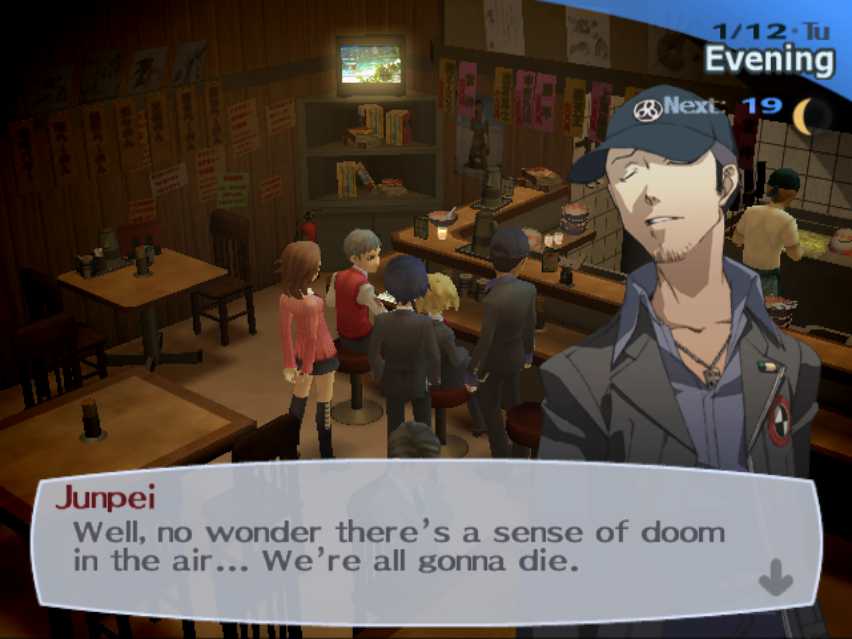 1/12・Tu
Evening
Next: 19
Junpei
Well, no wonder there's a sense of doom
in the air... We're all gonna die.